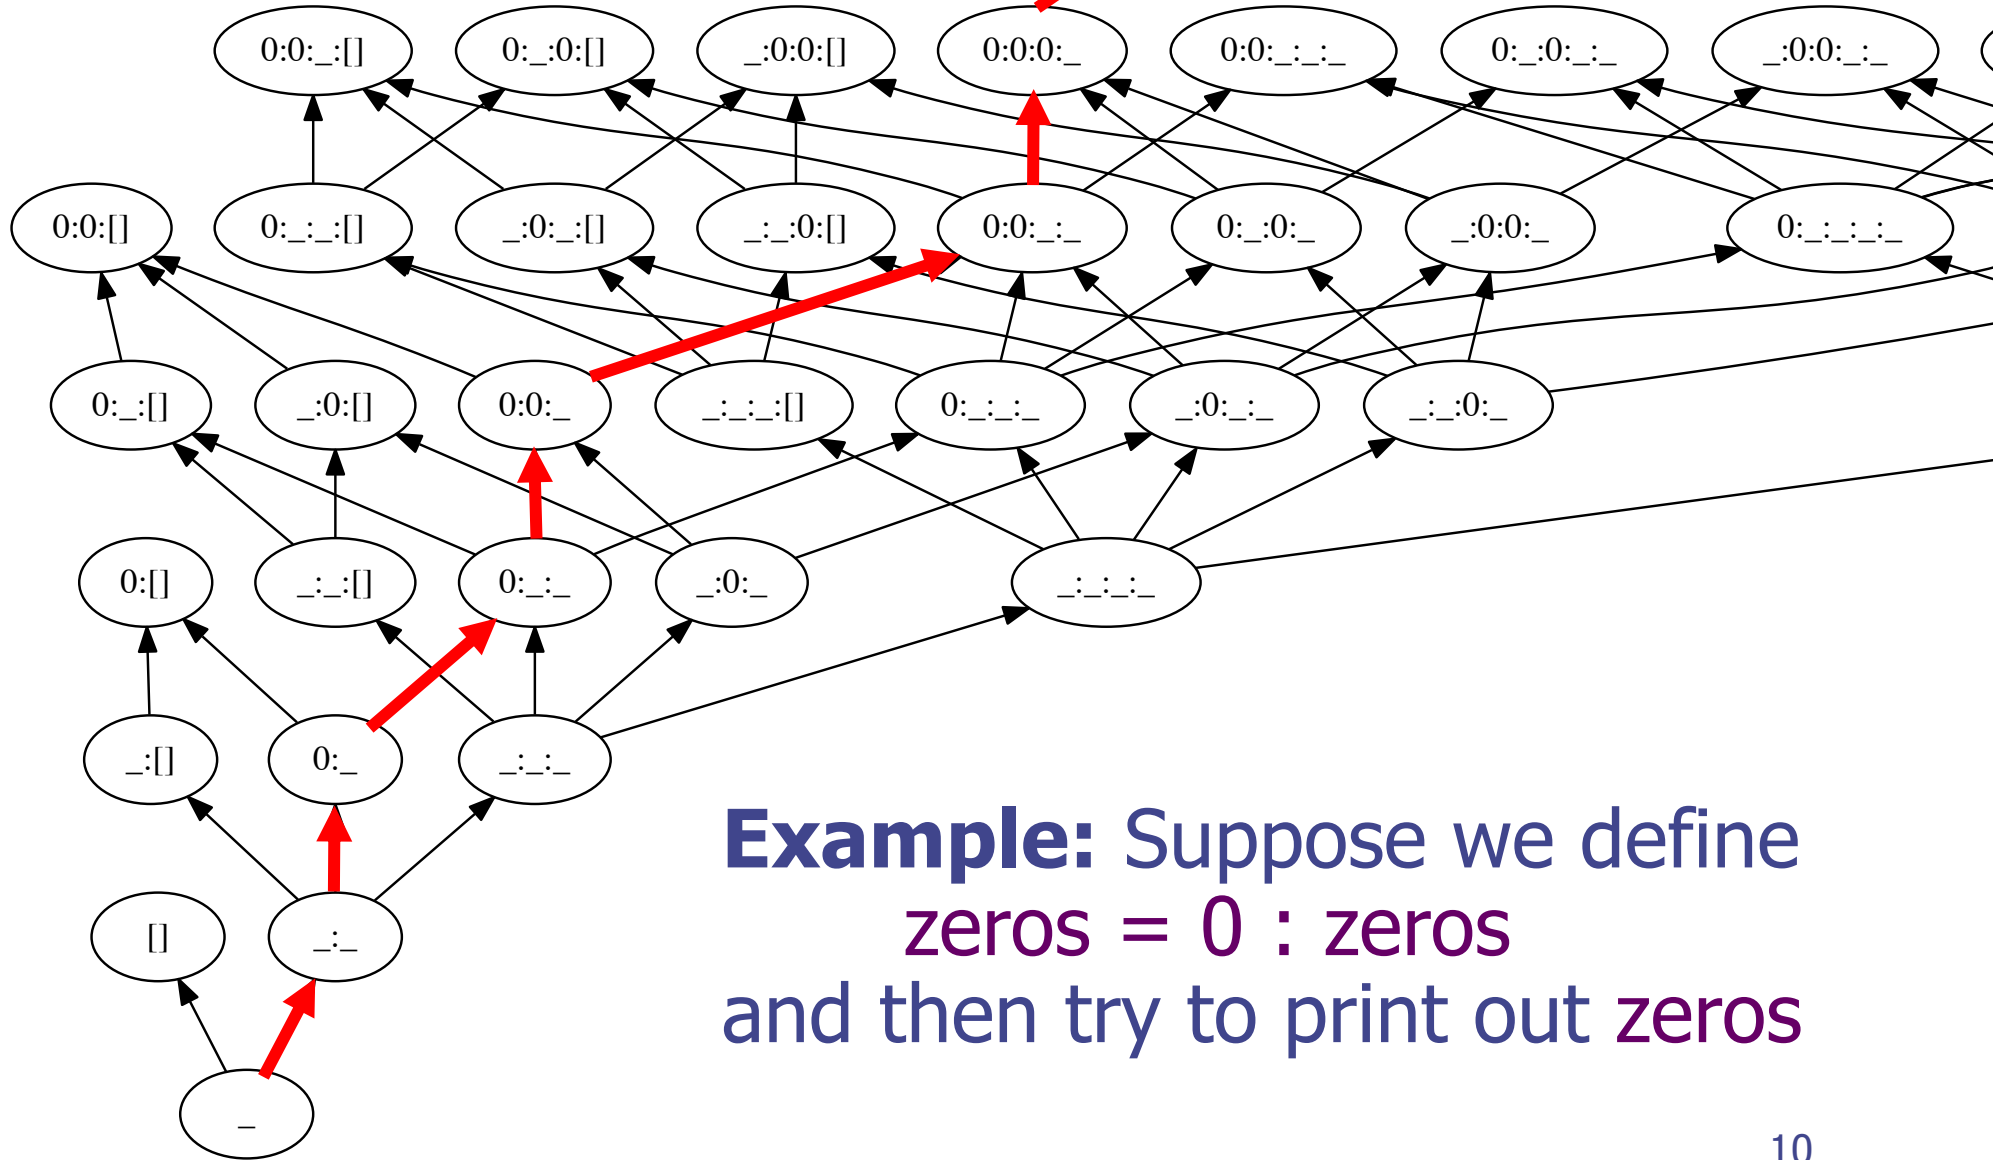 0:0:_:[] 0:_:0:[] _:0:0:[] 0:0:0:_ 0:0:_:_:_ 0:_:0:_:_ _:0:0:_:_
0:0:[] 0:_:_:[] _:0:_:[] _:_:0:[] 0:0:_:_ 0:_:0:_ _:0:0:_ 0:_:_:_:_
0:_:[] _:0:[] 0:0:_ _:_:_:[] 0:_:_:_ _:0:_:_ _:_:0:_
0:[] _:_:[] 0:_:_ _:0:_ _:_:_:_
_:[] 0:_ _:_:_
[] _:_
_
Example: Suppose we define
zeros = 0 : zeros
and then try to print out zeros
10